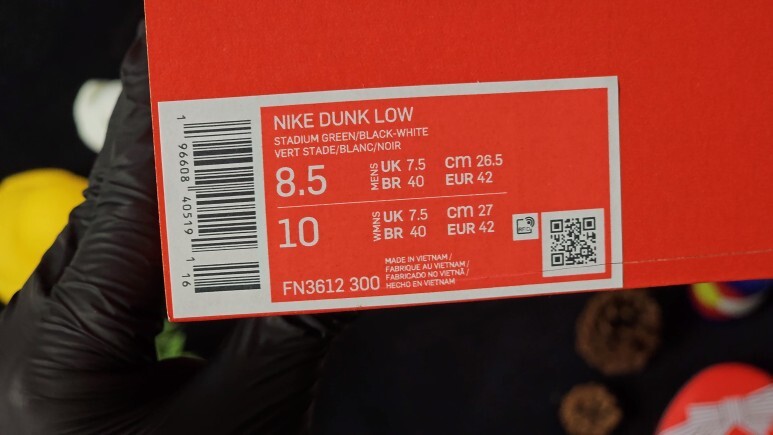 NIKE DUNK LOW
STADIUM GREEN/BLACK-WHITE
VERT STADE/BLANC/NOIR
8.5 MENS UK 7.5 cm 26.5
BR 40 EUR 42
10 WMNS UK 7.5 cm 27
BR 40 EUR 42
MADE IN VIETNAM /
FABRIQUE AU VIETNAM /
FABRICADO NO VIETNÃ /
HECHO EN VIETNAM
FN3612 300
1 96608 40519 1 16